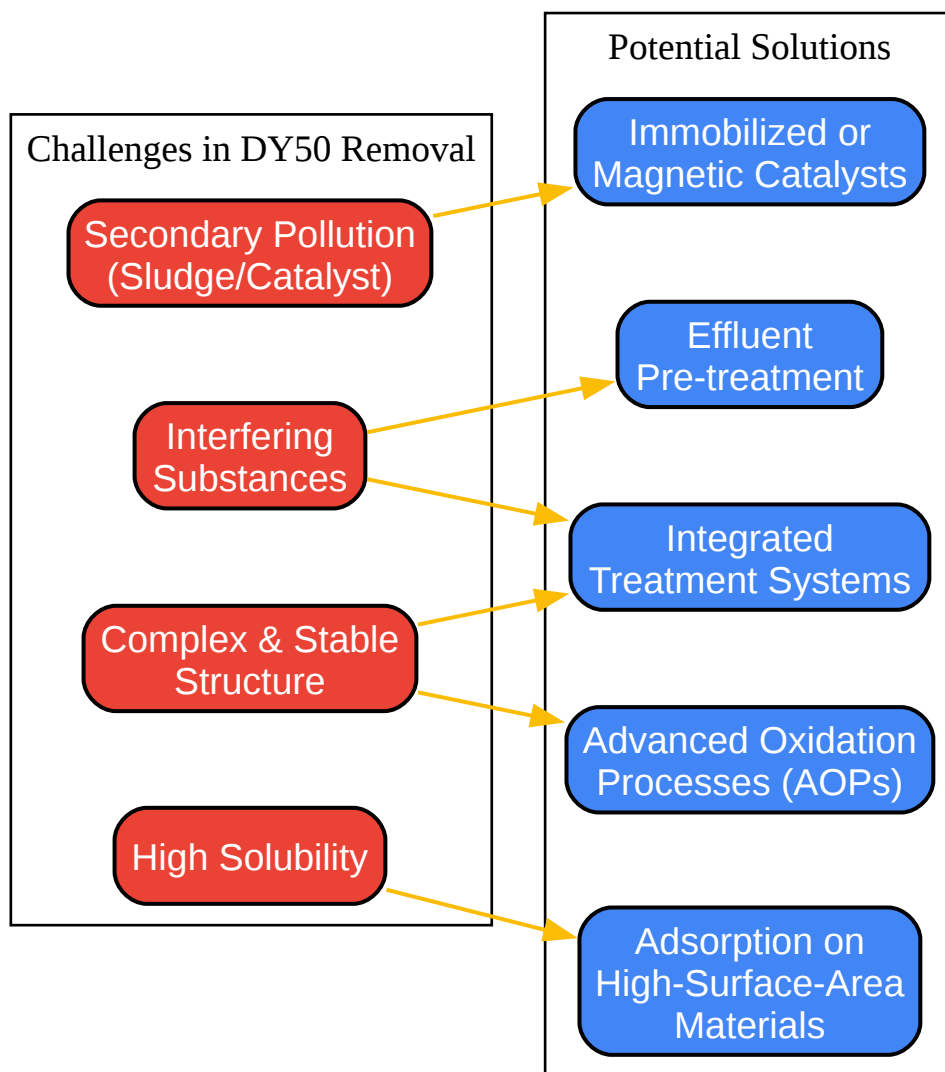 Challenges in DY50 Removal
Secondary Pollution
(Sludge/Catalyst)
Interfering
Substances
Complex & Stable
Structure
High Solubility
Potential Solutions
Immobilized or
Magnetic Catalysts
Effluent
Pre-treatment
Integrated
Treatment Systems
Advanced Oxidation
Processes (AOPs)
Adsorption on
High-Surface-Area
Materials